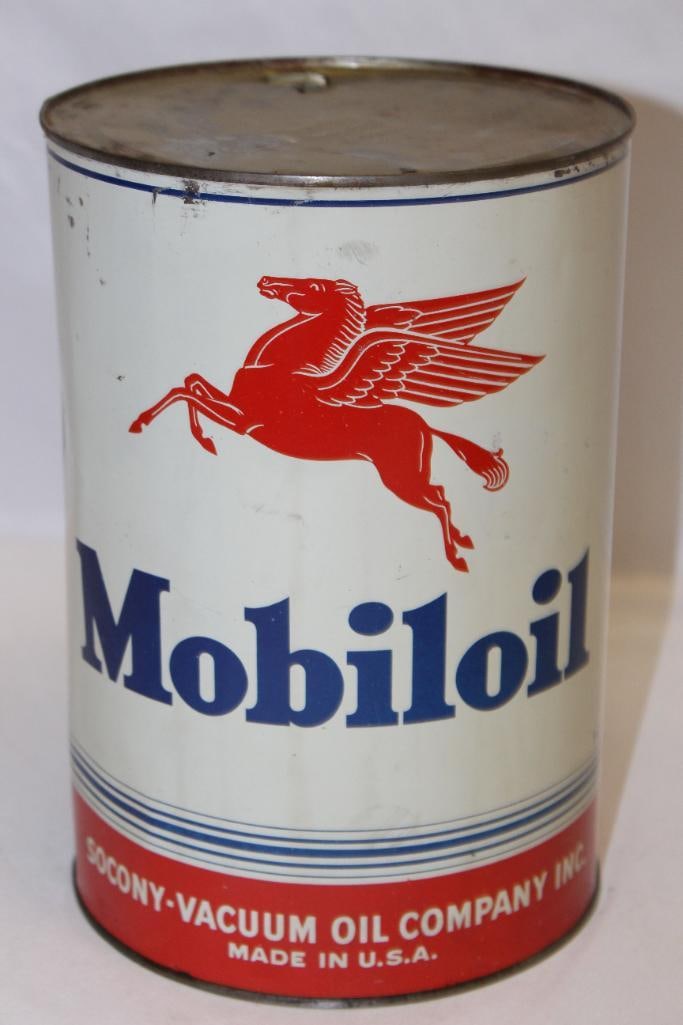 Mobiloil
SOCONY-VACUUM OIL COMPANY INC.
MADE IN U.S.A.